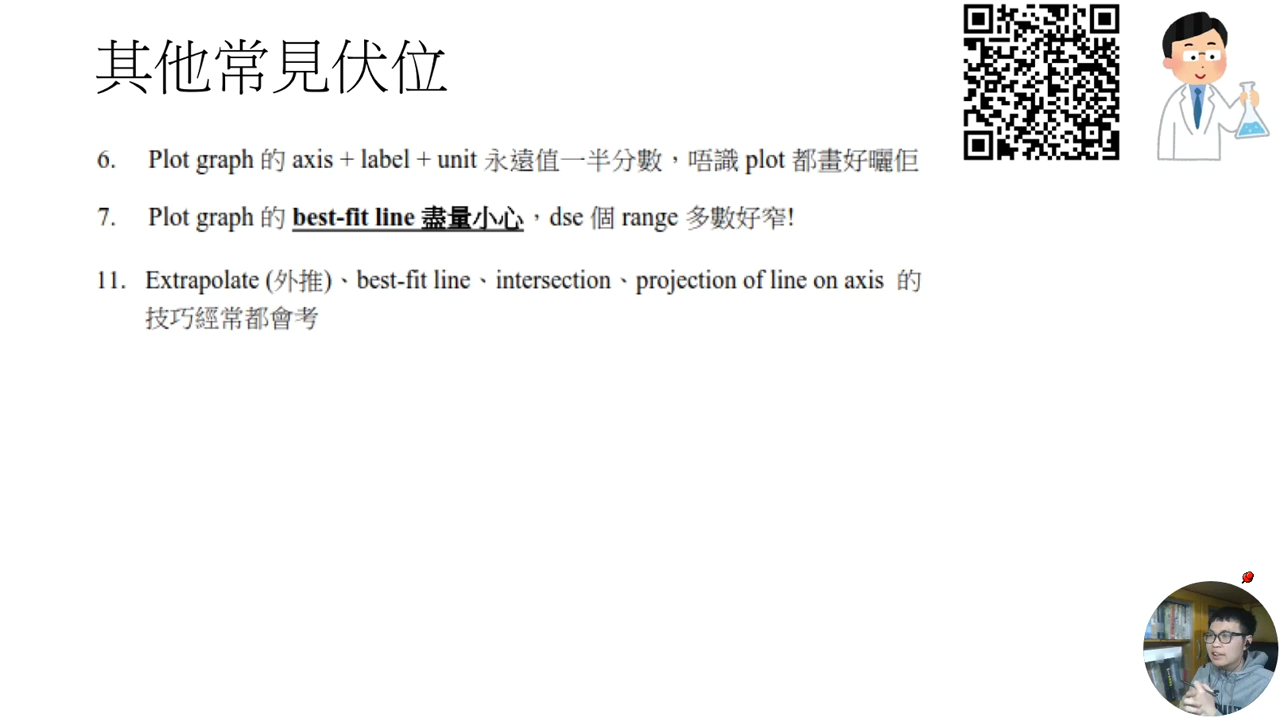 其他常見伏位
6. Plot graph 的 axis + label + unit 永遠值一半分數，唔識 plot 都畫好曬佢
7. Plot graph 的 best-fit line 盡量小心，dse 個 range 多數好窄!
11. Extrapolate (外推)、best-fit line、intersection、projection of line on axis 的
技巧經常都會考